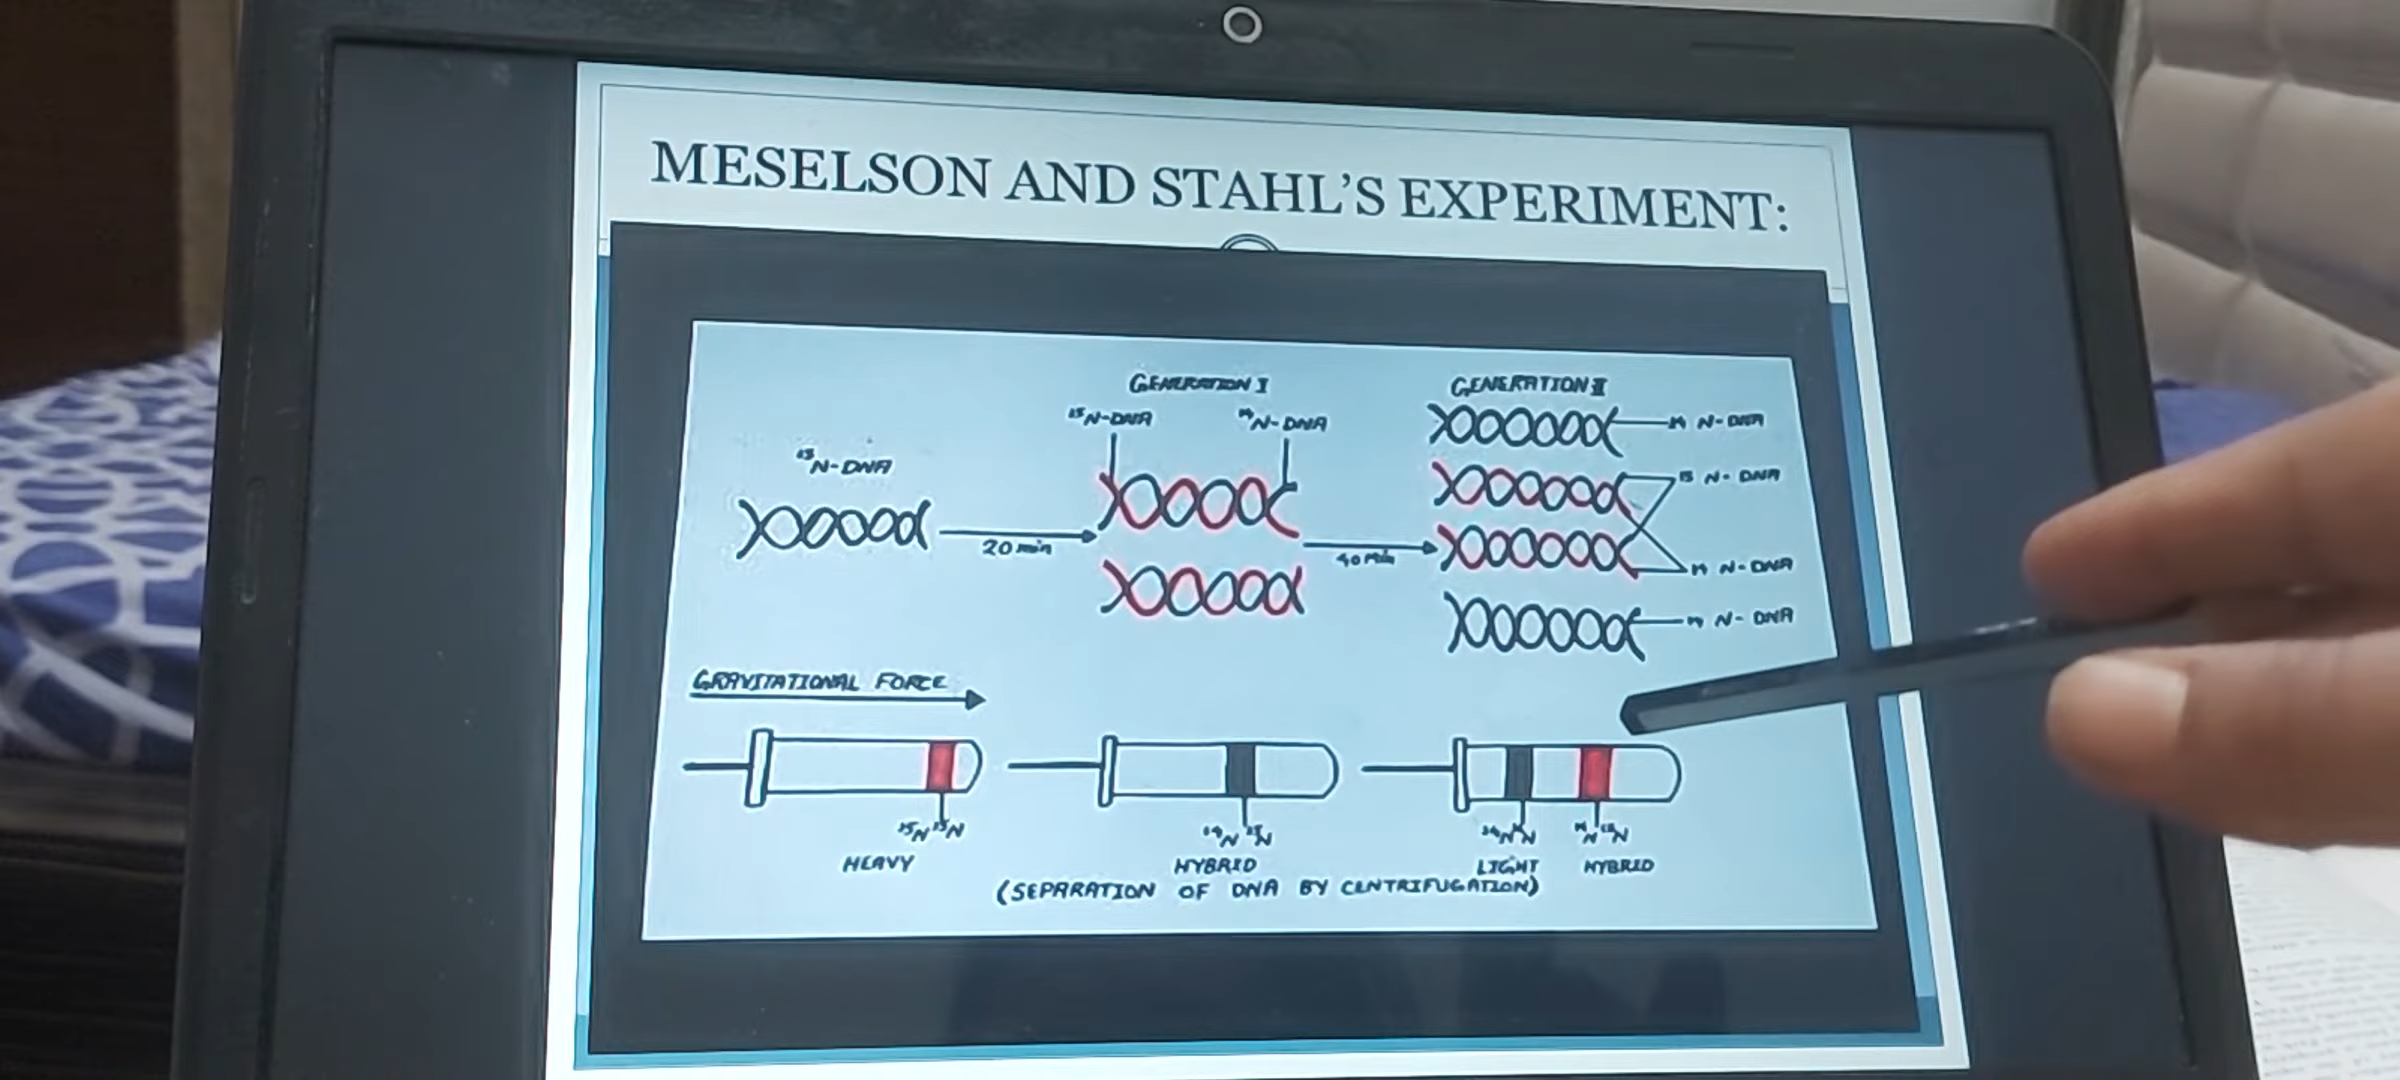 MESELSON AND STAHL'S EXPERIMENT:
GENERATION I
GENERATION II
¹⁵N-DNA
¹⁵N-DNA
¹⁴N-DNA
20 min
40 Min
¹⁴ N-DNA
¹⁵ N-DNA
¹⁴ N-DNA
¹⁴ N-DNA
GRAVITATIONAL FORCE
¹⁵N ¹⁵N
¹⁴N ¹⁵N
¹⁴N ¹⁴N
¹⁴N ¹⁵N
HEAVY
HYBRID
LIGHT
HYBRID
(SEPARATION OF DNA BY CENTRIFUGATION)